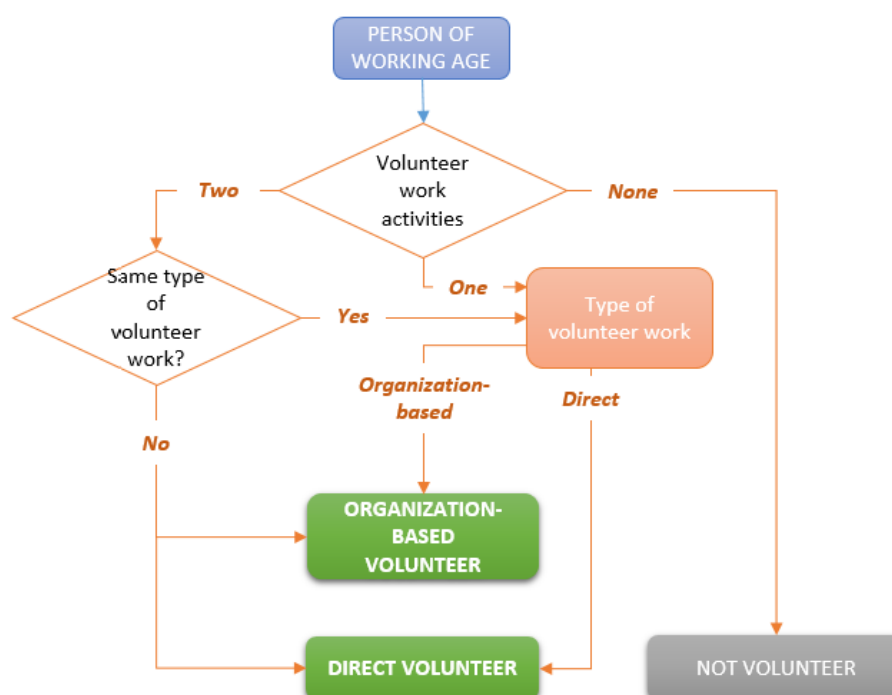 PERSON OF
WORKING AGE
Volunteer
work
activities
Two
None
Same type
of
volunteer
work?
One
Type of
volunteer work
Yes
Organization-
based
Direct
No
ORGANIZATION-
BASED
VOLUNTEER
DIRECT VOLUNTEER
NOT VOLUNTEER